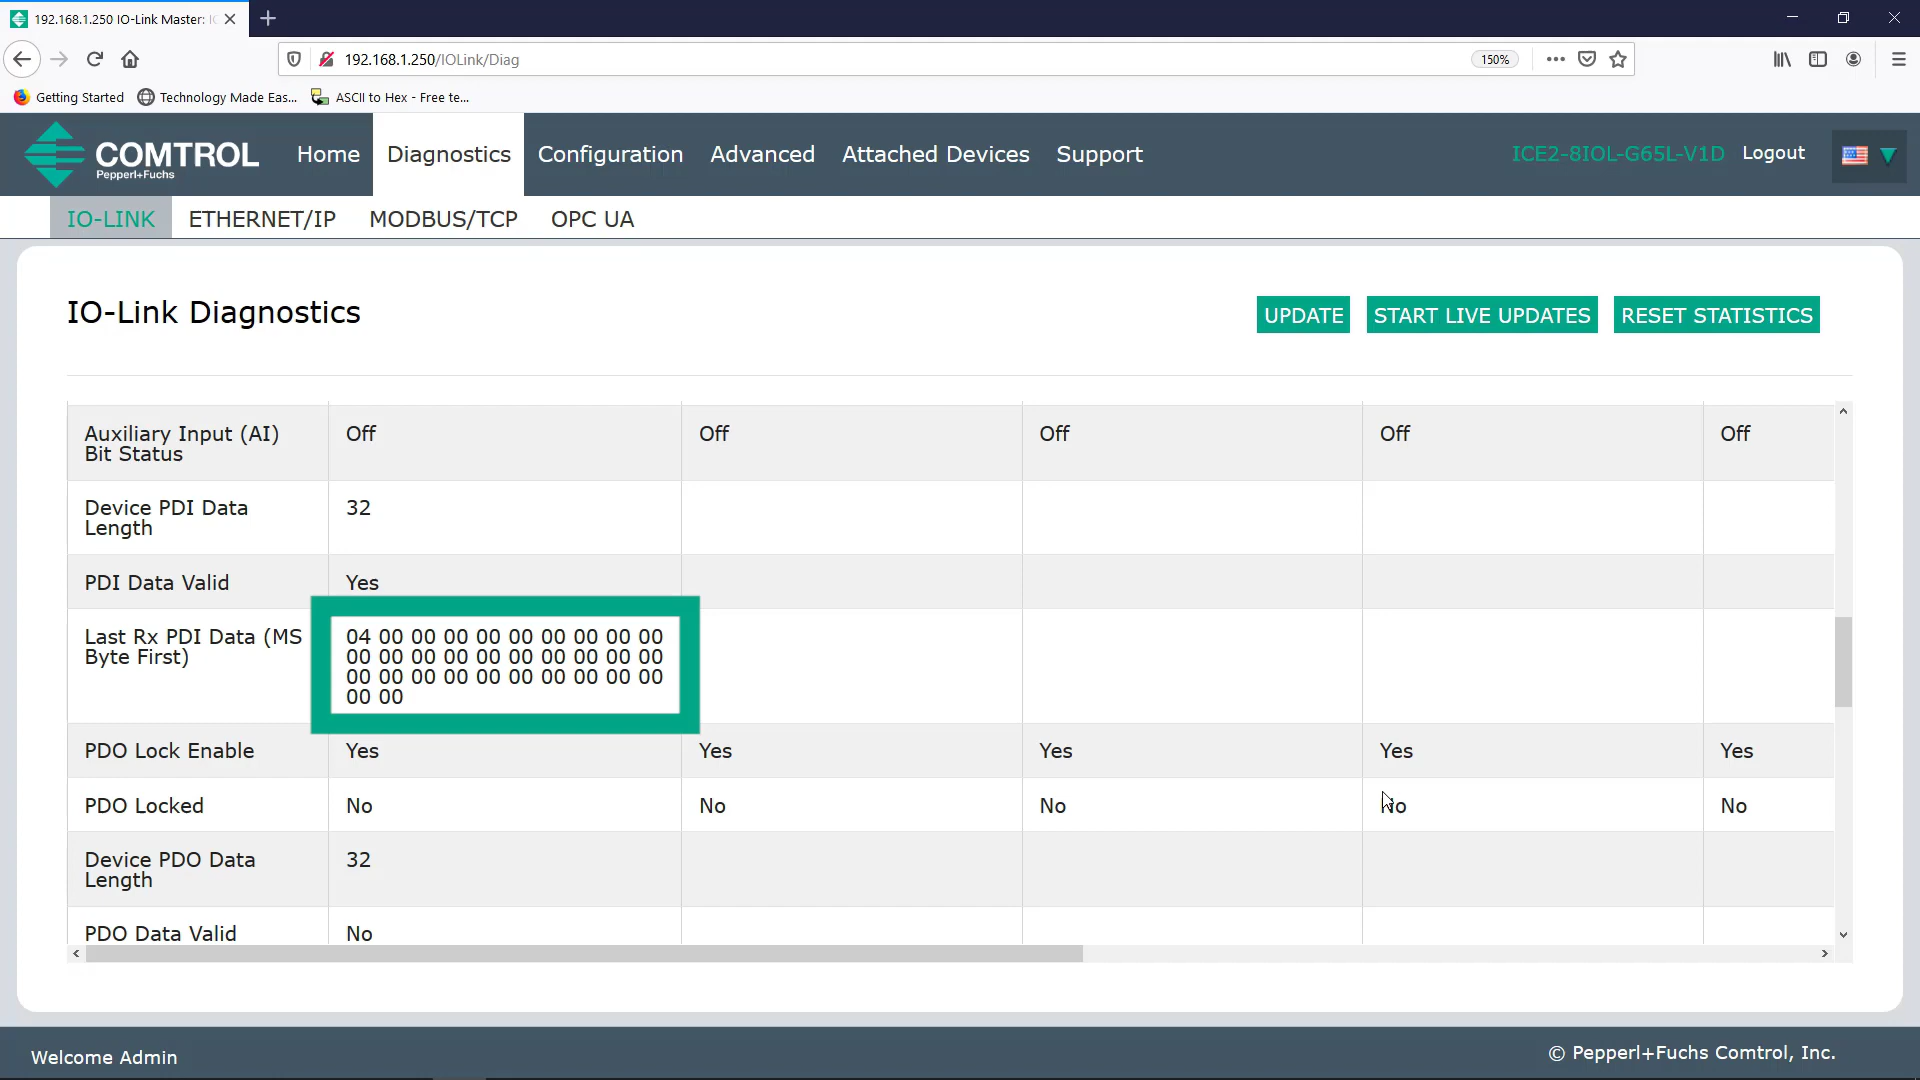 192.168.1.250 IO-Link Master: IO
192.168.1.250/IOLink/Diag
150%
Getting Started
Technology Made Eas...
ASCII to Hex - Free te...
COMTROL
Pepperl+Fuchs
Home
Diagnostics
Configuration
Advanced
Attached Devices
Support
ICE2-8IOL-G65L-V1D
Logout
IO-LINK
ETHERNET/IP
MODBUS/TCP
OPC UA
IO-Link Diagnostics
UPDATE
START LIVE UPDATES
RESET STATISTICS
Auxiliary Input (AI)
Bit Status
Off
Off
Off
Off
Off
Device PDI Data
Length
32
PDI Data Valid
Yes
Last Rx PDI Data (MS
Byte First)
04 00 00 00 00 00 00 00 00 00
00 00 00 00 00 00 00 00 00 00
00 00 00 00 00 00 00 00 00 00
00 00
PDO Lock Enable
Yes
Yes
Yes
Yes
Yes
PDO Locked
No
No
No
No
No
Device PDO Data
Length
32
PDO Data Valid
No
Welcome Admin
© Pepperl+Fuchs Comtrol, Inc.